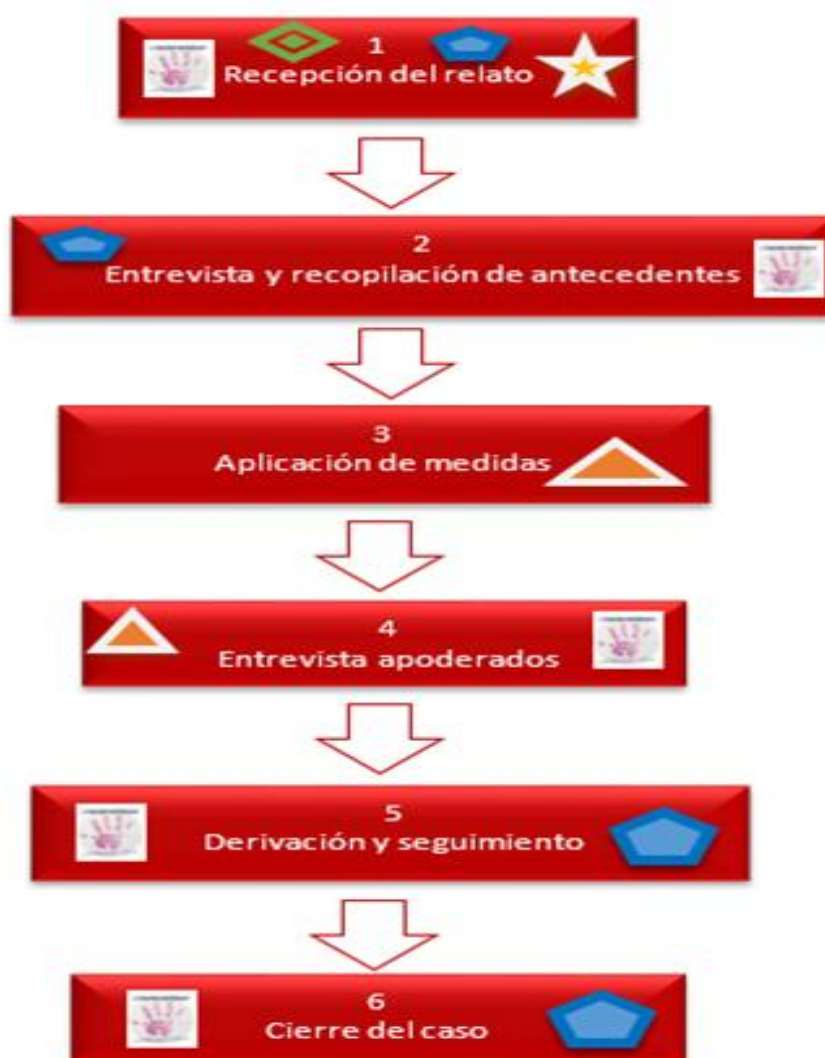 1
Recepción del relato
2
Entrevista y recopilación de antecedentes
3
Aplicación de medidas
4
Entrevista apoderados
5
Derivación y seguimiento
6
Cierre del caso